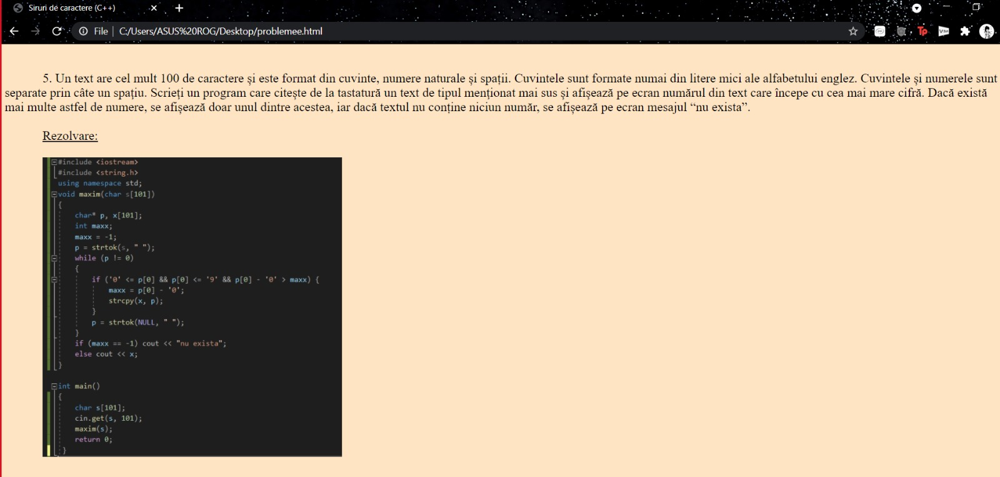 Siruri de caractere (C++)
File | C:/Users/ASUS%20ROG/Desktop/problemee.html
Tp
VM
5. Un text are cel mult 100 de caractere și este format din cuvinte, numere naturale și spații. Cuvintele sunt formate numai din litere mici ale alfabetului englez. Cuvintele și numerele sunt
separate prin câte un spațiu. Scrieți un program care citește de la tastatură un text de tipul menționat mai sus și afișează pe ecran numărul din text care începe cu cea mai mare cifră. Dacă există
mai multe astfel de numere, se afișează doar unul dintre acestea, iar dacă textul nu conține niciun număr, se afișează pe ecran mesajul “nu exista”.
Rezolvare:
#include <iostream>
#include <string.h>
using namespace std;
void maxim(char s[101])
{
char* p, x[101];
int maxx;
maxx = -1;
p = strtok(s, " ");
while (p != 0)
{
if ('0' <= p[0] && p[0] <= '9' && p[0] - '0' > maxx) {
maxx = p[0] - '0';
strcpy(x, p);
}
p = strtok(NULL, " ");
}
if (maxx == -1) cout << "nu exista";
else cout << x;
}
int main()
{
char s[101];
cin.get(s, 101);
maxim(s);
return 0;
}